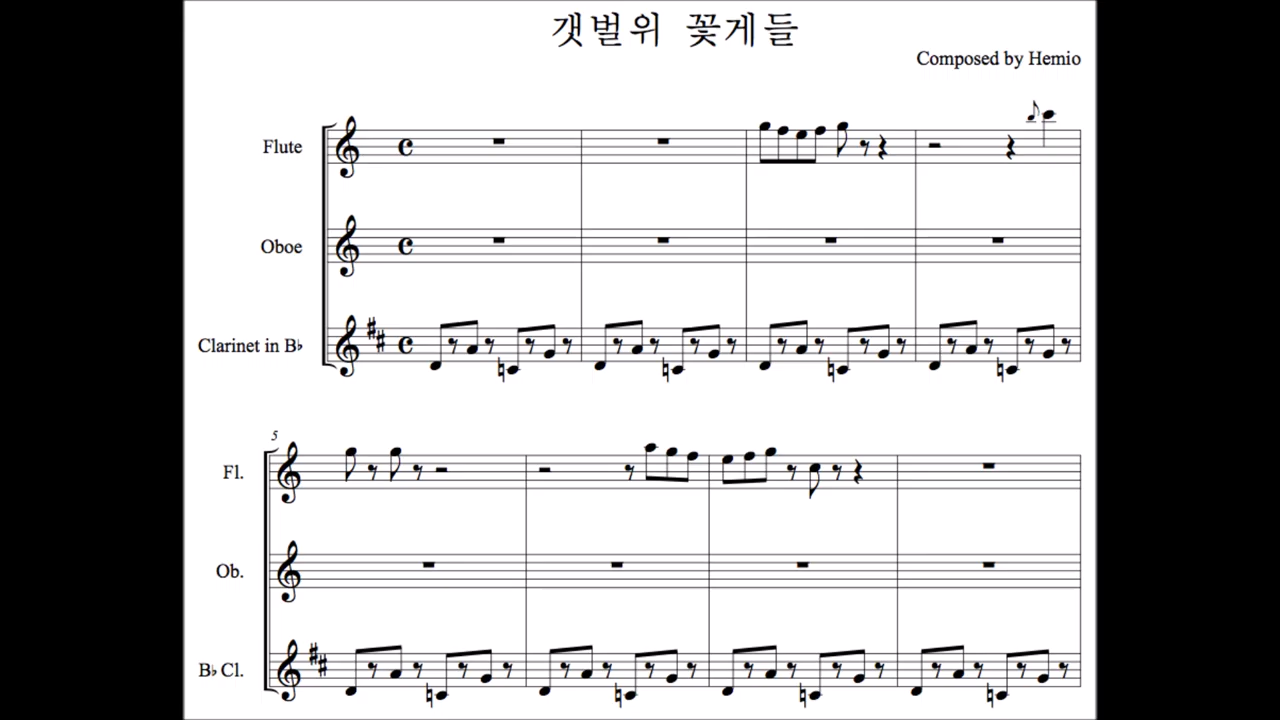 갯벌위 꽃게들
Composed by Hemio
Flute
Oboe
Clarinet in B♭
5
Fl.
Ob.
B♭ Cl.